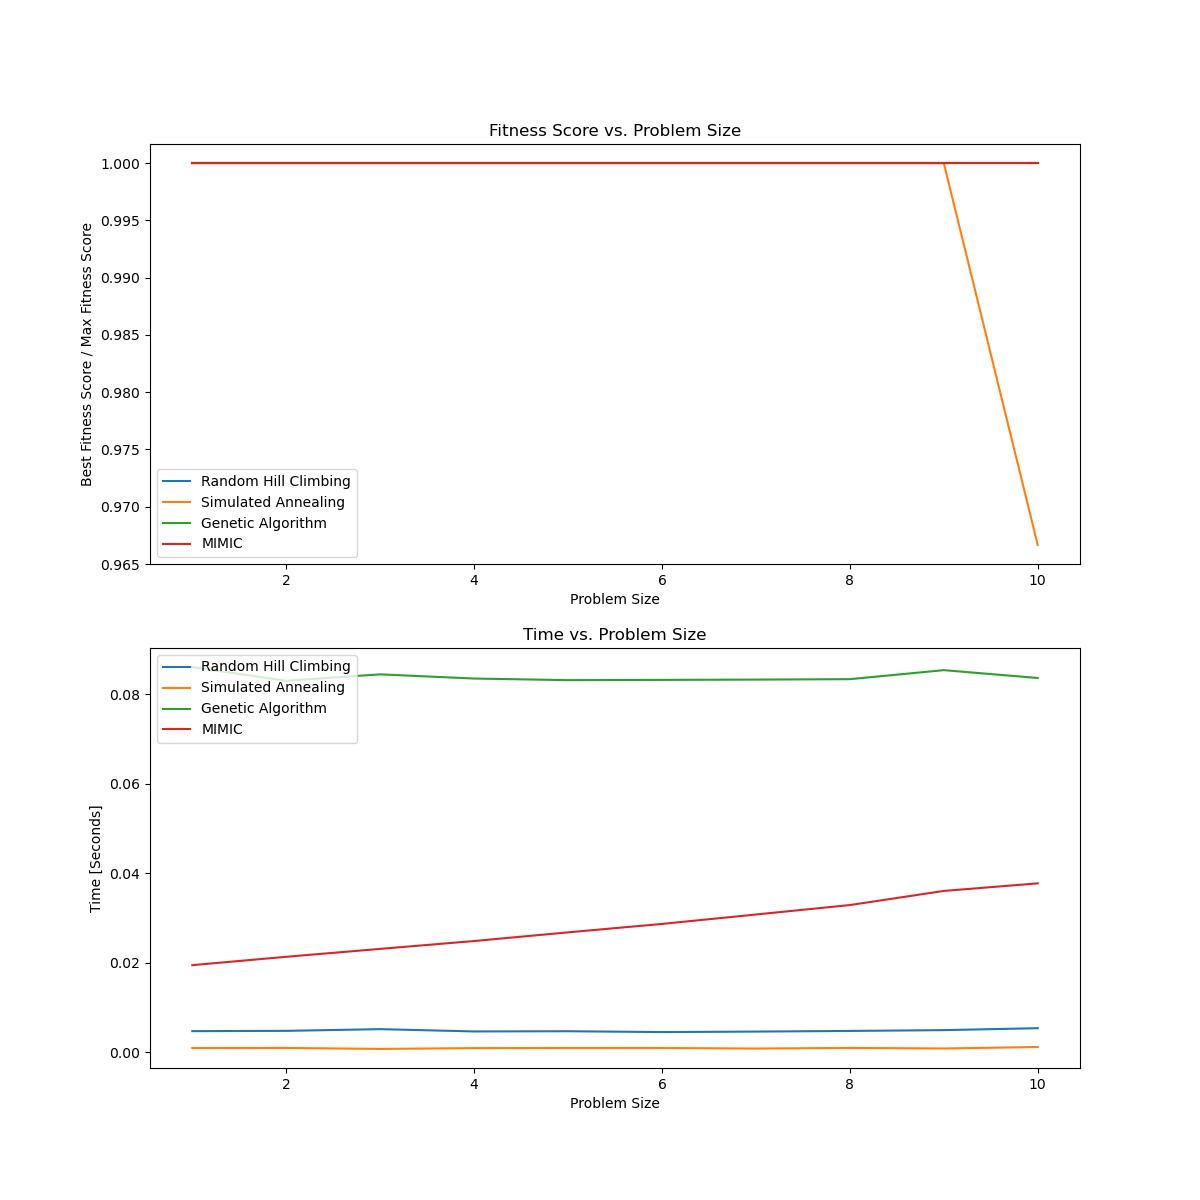 Fitness Score vs. Problem Size
1.000
0.995
0.990
0.985
0.980
0.975
0.970
0.965
Best Fitness Score / Max Fitness Score
Random Hill Climbing
Simulated Annealing
Genetic Algorithm
MIMIC
2 4 6 8 10
Problem Size
Time vs. Problem Size
0.08
0.06
0.04
0.02
0.00
Time [Seconds]
Random Hill Climbing
Simulated Annealing
Genetic Algorithm
MIMIC
2 4 6 8 10
Problem Size